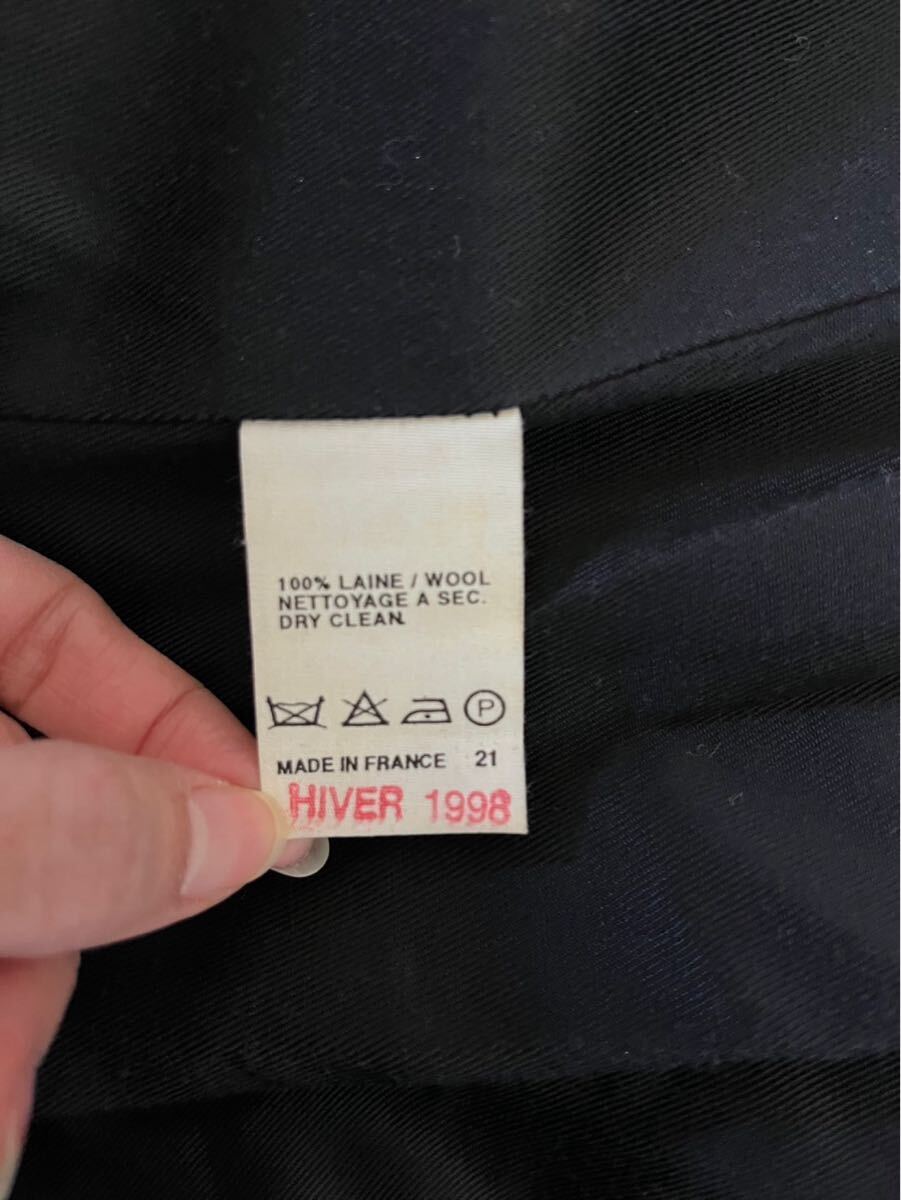 100% LAINE / WOOL
NETTOYAGE A SEC.
DRY CLEAN.
P
MADE IN FRANCE 21
HIVER 1998